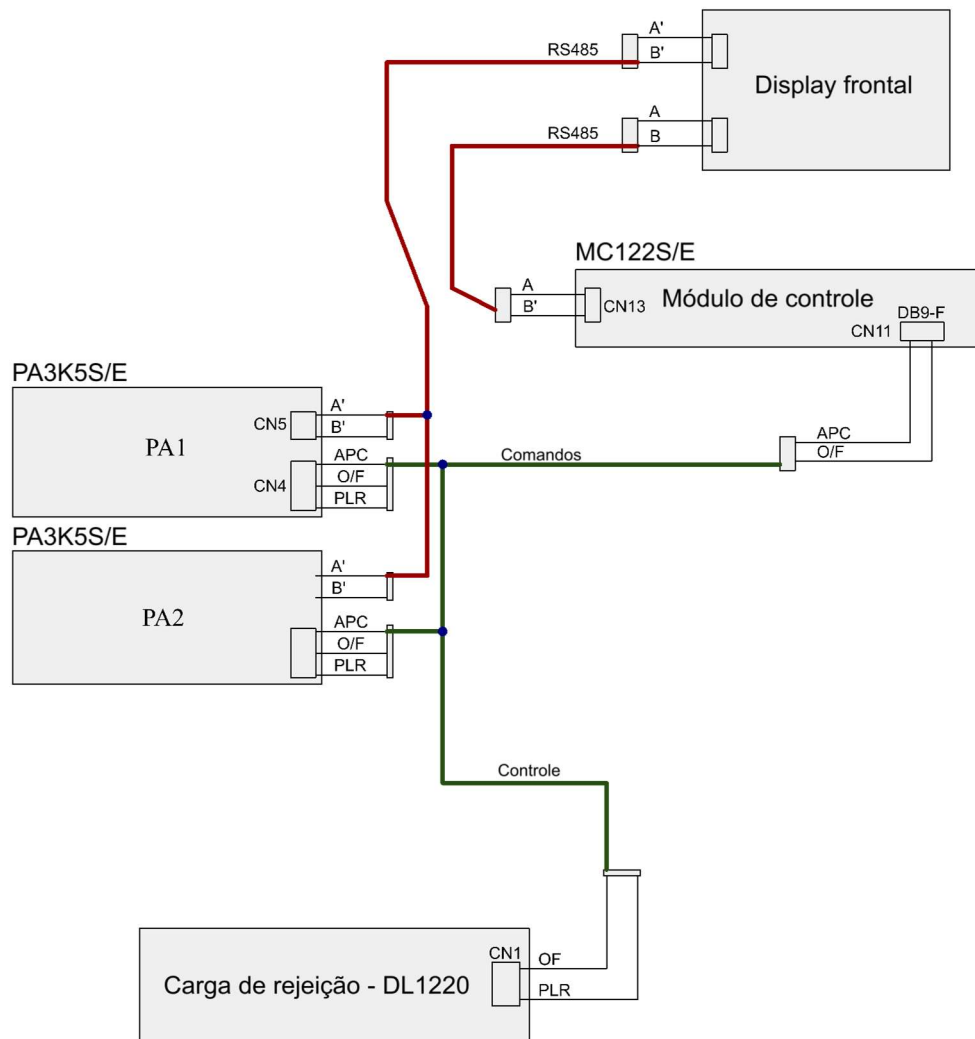 A'
RS485
B'
Display frontal
A
RS485
B
MC122S/E
A
B'
CN13
Módulo de controle
DB9-F
CN11
PA3K5S/E
A'
CN5
B'
PA1
APC
O/F
CN4
PLR
Comandos
APC
O/F
PA3K5S/E
A'
B'
PA2
APC
O/F
PLR
Controle
CN1
OF
Carga de rejeição - DL1220
PLR